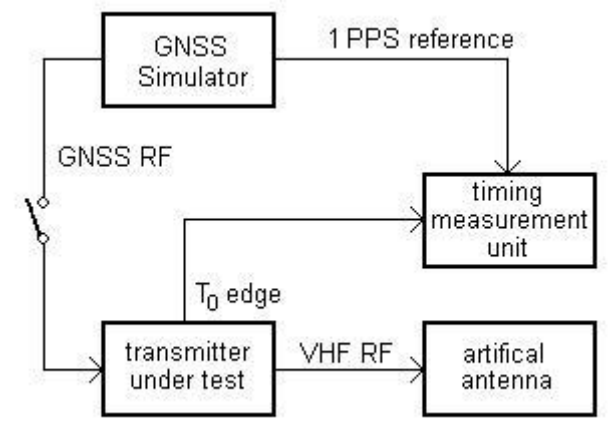 GNSS
Simulator
1 PPS reference
GNSS RF
timing
measurement
unit
T0 edge
transmitter
under test
VHF RF
artifical
antenna